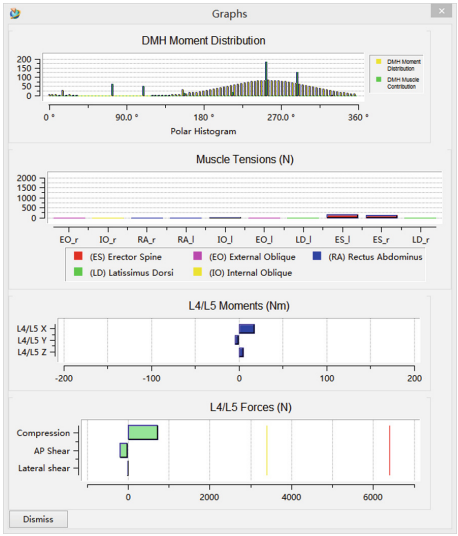 Graphs
DMH Moment Distribution
200
150
100
50
0
0 °
90.0 °
180 °
270.0 °
360 °
Polar Histogram
DMH Moment
Distribution
DMH Muscle
Contribution
Muscle Tensions (N)
2000
1500
1000
500
0
EO_r
IO_r
RA_r
RA_l
IO_l
EO_l
LD_l
ES_l
ES_r
LD_r
(ES) Erector Spine
(EO) External Oblique
(RA) Rectus Abdominus
(LD) Latissimus Dorsi
(IO) Internal Oblique
L4/L5 Moments (Nm)
L4/L5 X
L4/L5 Y
L4/L5 Z
-200
-100
0
100
200
L4/L5 Forces (N)
Compression
AP Shear
Lateral shear
0
2000
4000
6000
Dismiss